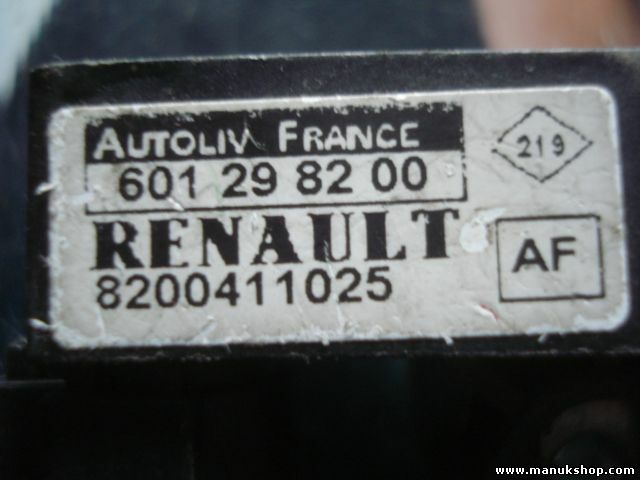 AUTOLIV FRANCE
601 29 82 00
RENAULT
8200411025
219
AF
www.manukshop.com